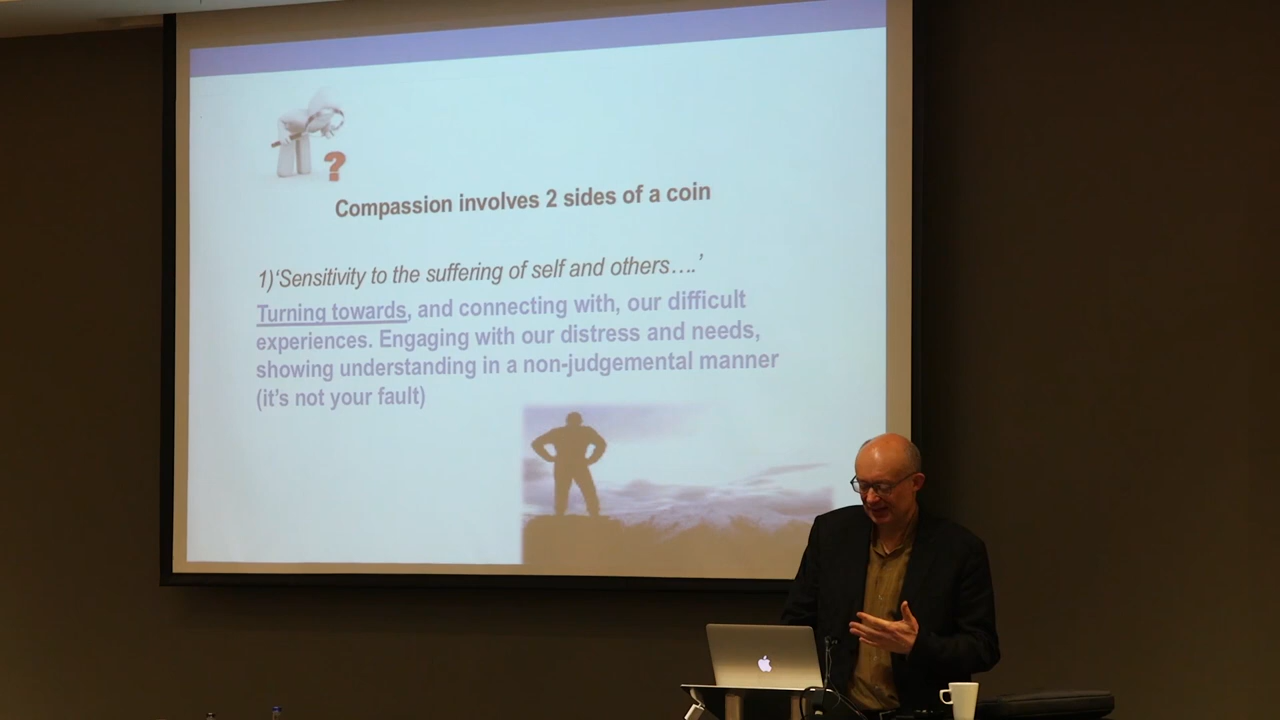 ?
Compassion involves 2 sides of a coin
1)‘Sensitivity to the suffering of self and others….’
Turning towards, and connecting with, our difficult
experiences. Engaging with our distress and needs,
showing understanding in a non-judgemental manner
(it’s not your fault)